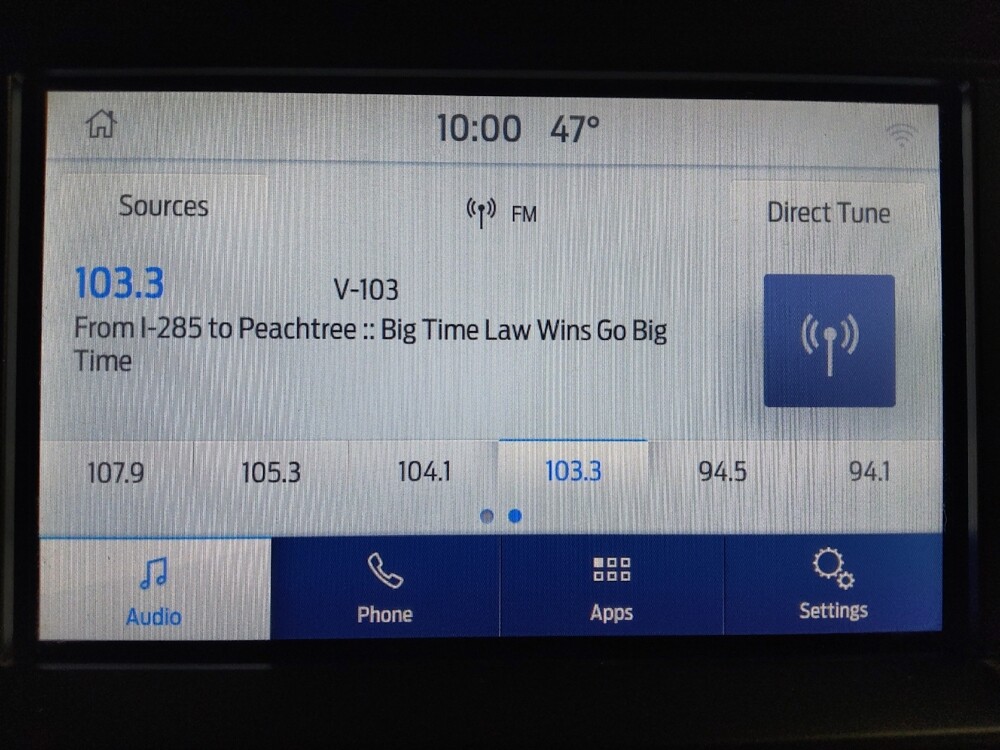 10:00 47°
Sources FM Direct Tune
103.3 V-103
From I-285 to Peachtree :: Big Time Law Wins Go Big
Time
107.9 105.3 104.1 103.3 94.5 94.1
Audio Phone Apps Settings